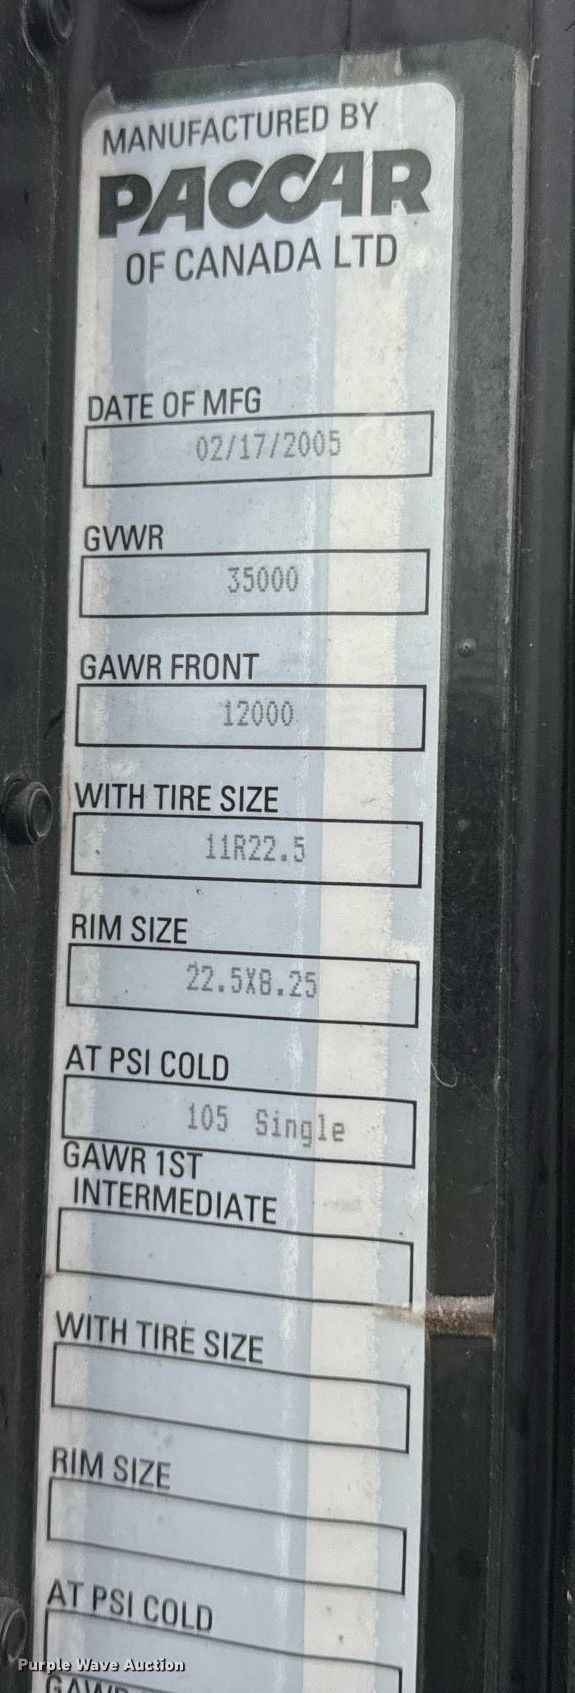 MANUFACTURED BY
PACCAR
OF CANADA LTD
DATE OF MFG
02/17/2005
GVWR
35000
GAWR FRONT
12000
WITH TIRE SIZE
11R22.5
RIM SIZE
22.5X8.25
AT PSI COLD
105 Single
GAWR 1ST
INTERMEDIATE
WITH TIRE SIZE
RIM SIZE
AT PSI COLD
Purple Wave Auction